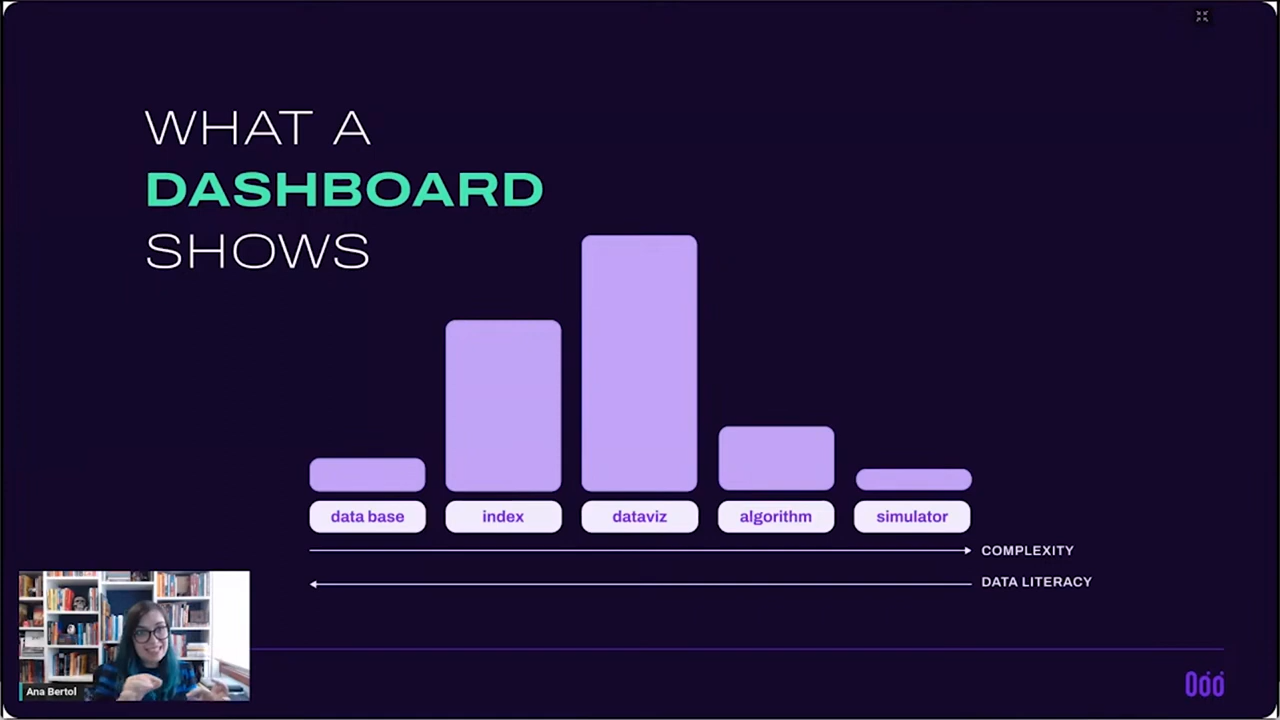 WHAT A
DASHBOARD
SHOWS
data base
index
dataviz
algorithm
simulator
COMPLEXITY
DATA LITERACY
Ana Bertol